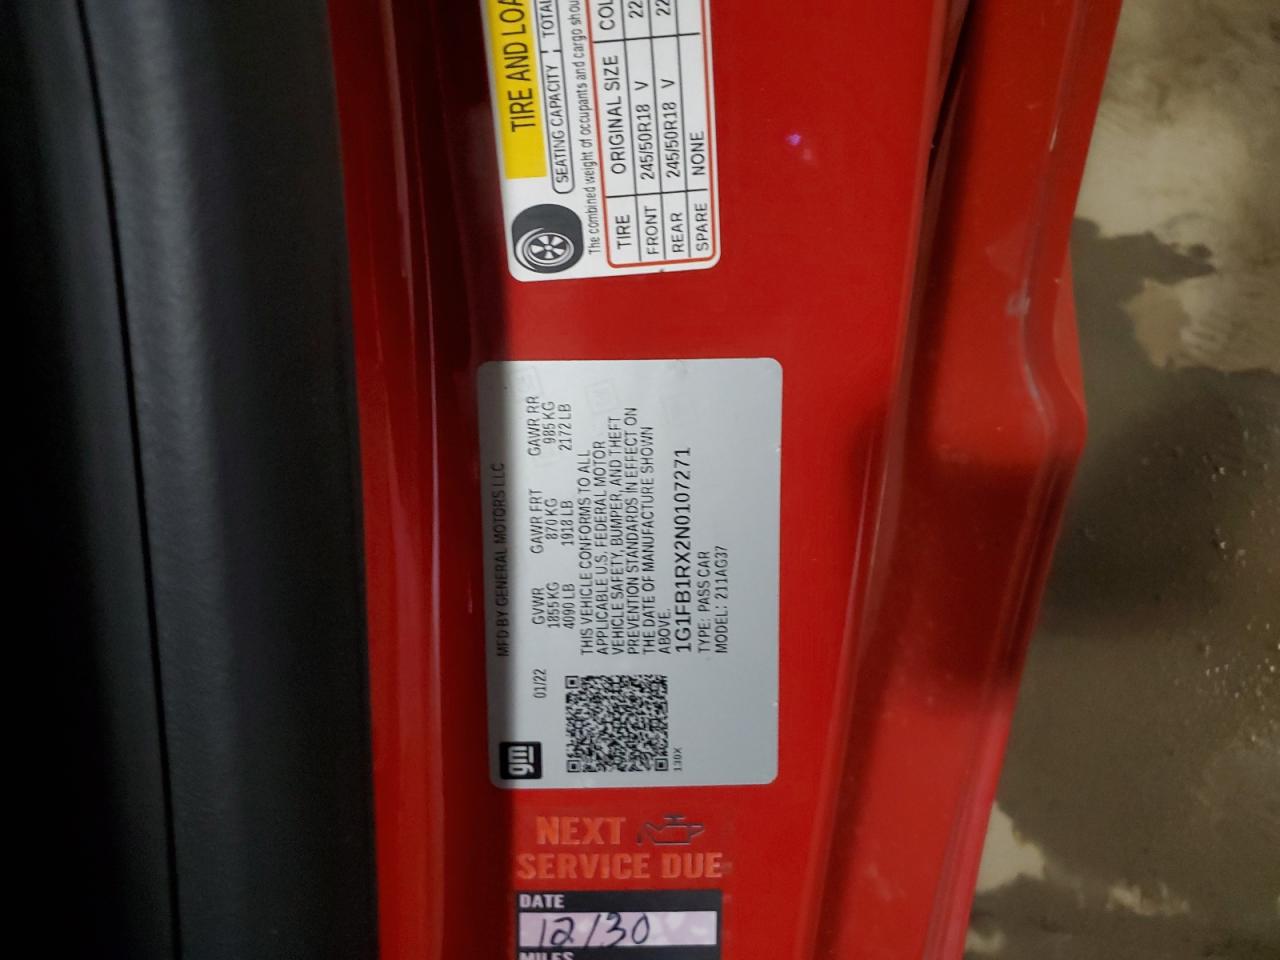 TIRE AND LOA
SEATING CAPACITY
TOTAL
The combined weight of occupants and cargo shou
TIRE ORIGINAL SIZE COL
FRONT 245/50R18 V 22
REAR 245/50R18 V 22
SPARE NONE
MFD BY GENERAL MOTORS LLC
gm
01/22
GVWR GAWR FRT GAWR RR
1855 KG 870 KG 985 KG
4090 LB 1918 LB 2172 LB
THIS VEHICLE CONFORMS TO ALL
APPLICABLE U.S. FEDERAL MOTOR
VEHICLE SAFETY, BUMPER, AND THEFT
PREVENTION STANDARDS IN EFFECT ON
THE DATE OF MANUFACTURE SHOWN
ABOVE.
1G1FB1RX2N0107271
TYPE: PASS CAR
MODEL: 211AG37
130X
NEXT
SERVICE DUE
DATE
12/30
MILES